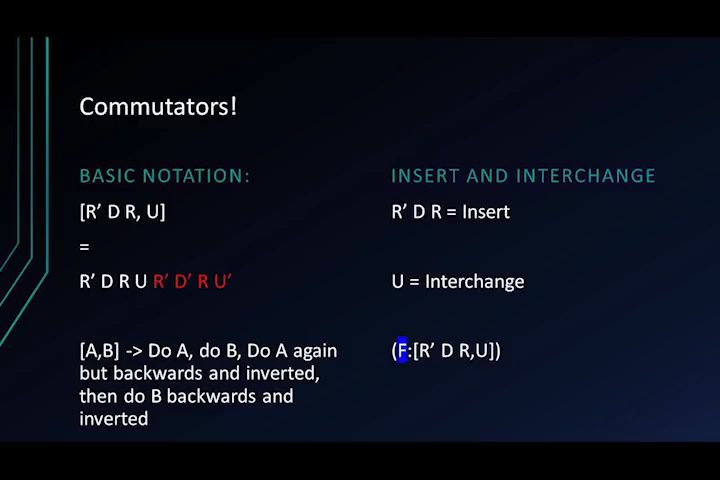 Commutators!
BASIC NOTATION:
[R’ D R, U]
=
R’ D R U R’ D’ R U’
[A,B] -> Do A, do B, Do A again
but backwards and inverted,
then do B backwards and
inverted
INSERT AND INTERCHANGE
R’ D R = Insert
U = Interchange
(F:[R’ D R,U])